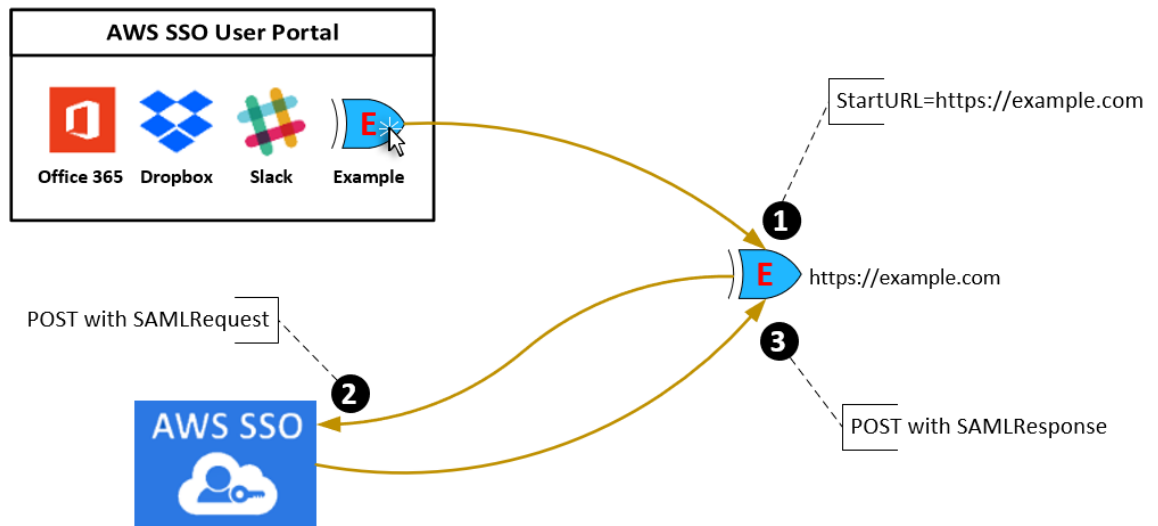 AWS SSO User Portal
E
Office 365
Dropbox
Slack
Example
StartURL=https://example.com
1
E
https://example.com
POST with SAMLRequest
3
2
AWS SSO
POST with SAMLResponse